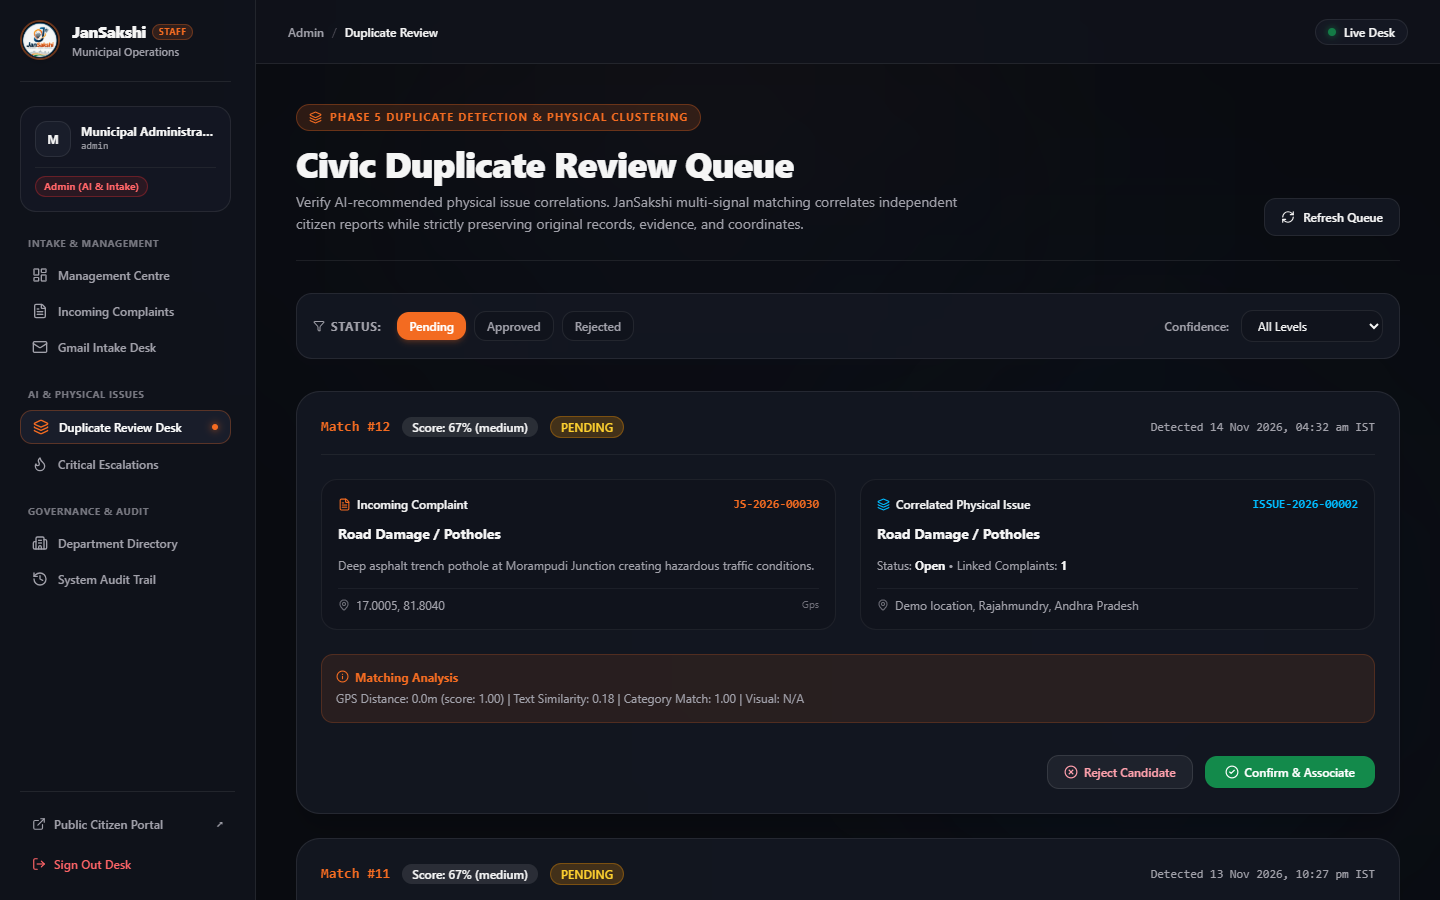 JanSakshi STAFF
Municipal Operations
M
Municipal Administra...
admin
Admin (AI & Intake)
INTAKE & MANAGEMENT
Management Centre
Incoming Complaints
Gmail Intake Desk
AI & PHYSICAL ISSUES
Duplicate Review Desk
Critical Escalations
GOVERNANCE & AUDIT
Department Directory
System Audit Trail
Public Citizen Portal ↗
Sign Out Desk
Admin / Duplicate Review
Live Desk
PHASE 5 DUPLICATE DETECTION & PHYSICAL CLUSTERING
Civic Duplicate Review Queue
Verify AI-recommended physical issue correlations. JanSakshi multi-signal matching correlates independent
citizen reports while strictly preserving original records, evidence, and coordinates.
Refresh Queue
STATUS: Pending Approved Rejected
Confidence: All Levels
Match #12 Score: 67% (medium) PENDING
Detected 14 Nov 2026, 04:32 am IST
Incoming Complaint JS-2026-00030
Road Damage / Potholes
Deep asphalt trench pothole at Morampudi Junction creating hazardous traffic conditions.
17.0005, 81.8040 Gps
Correlated Physical Issue ISSUE-2026-00002
Road Damage / Potholes
Status: Open • Linked Complaints: 1
Demo location, Rajahmundry, Andhra Pradesh
Matching Analysis
GPS Distance: 0.0m (score: 1.00) | Text Similarity: 0.18 | Category Match: 1.00 | Visual: N/A
Reject Candidate
Confirm & Associate
Match #11 Score: 67% (medium) PENDING
Detected 13 Nov 2026, 10:27 pm IST